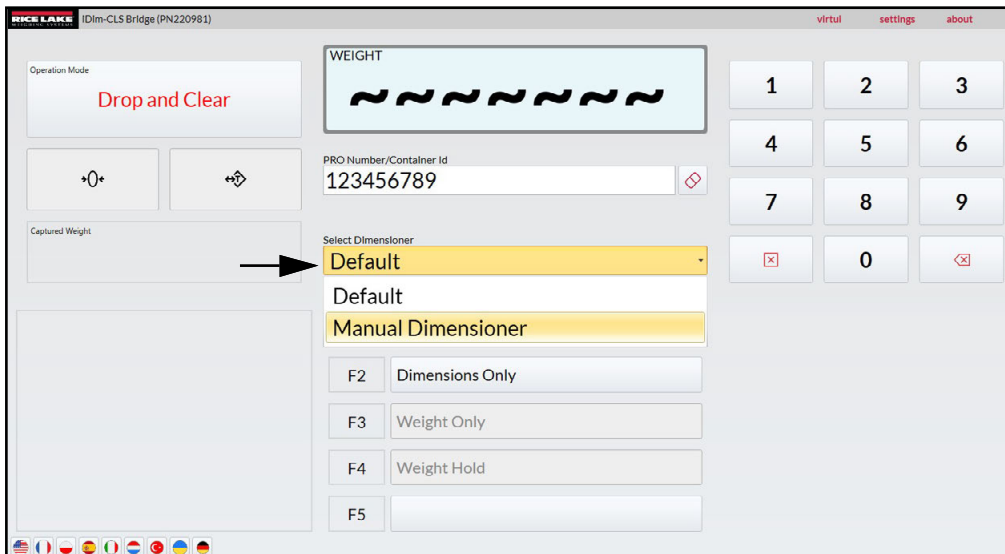 RICE LAKE
WEIGHING SYSTEMS
IDim-CLS Bridge (PN220981)
virtul settings about
Operation Mode
Drop and Clear
WEIGHT
~~~~~~~
PRO Number/Container Id
123456789
Captured Weight
Select Dimensioner
Default
Default
Manual Dimensioner
F2 Dimensions Only
F3 Weight Only
F4 Weight Hold
F5
1 2 3
4 5 6
7 8 9
0